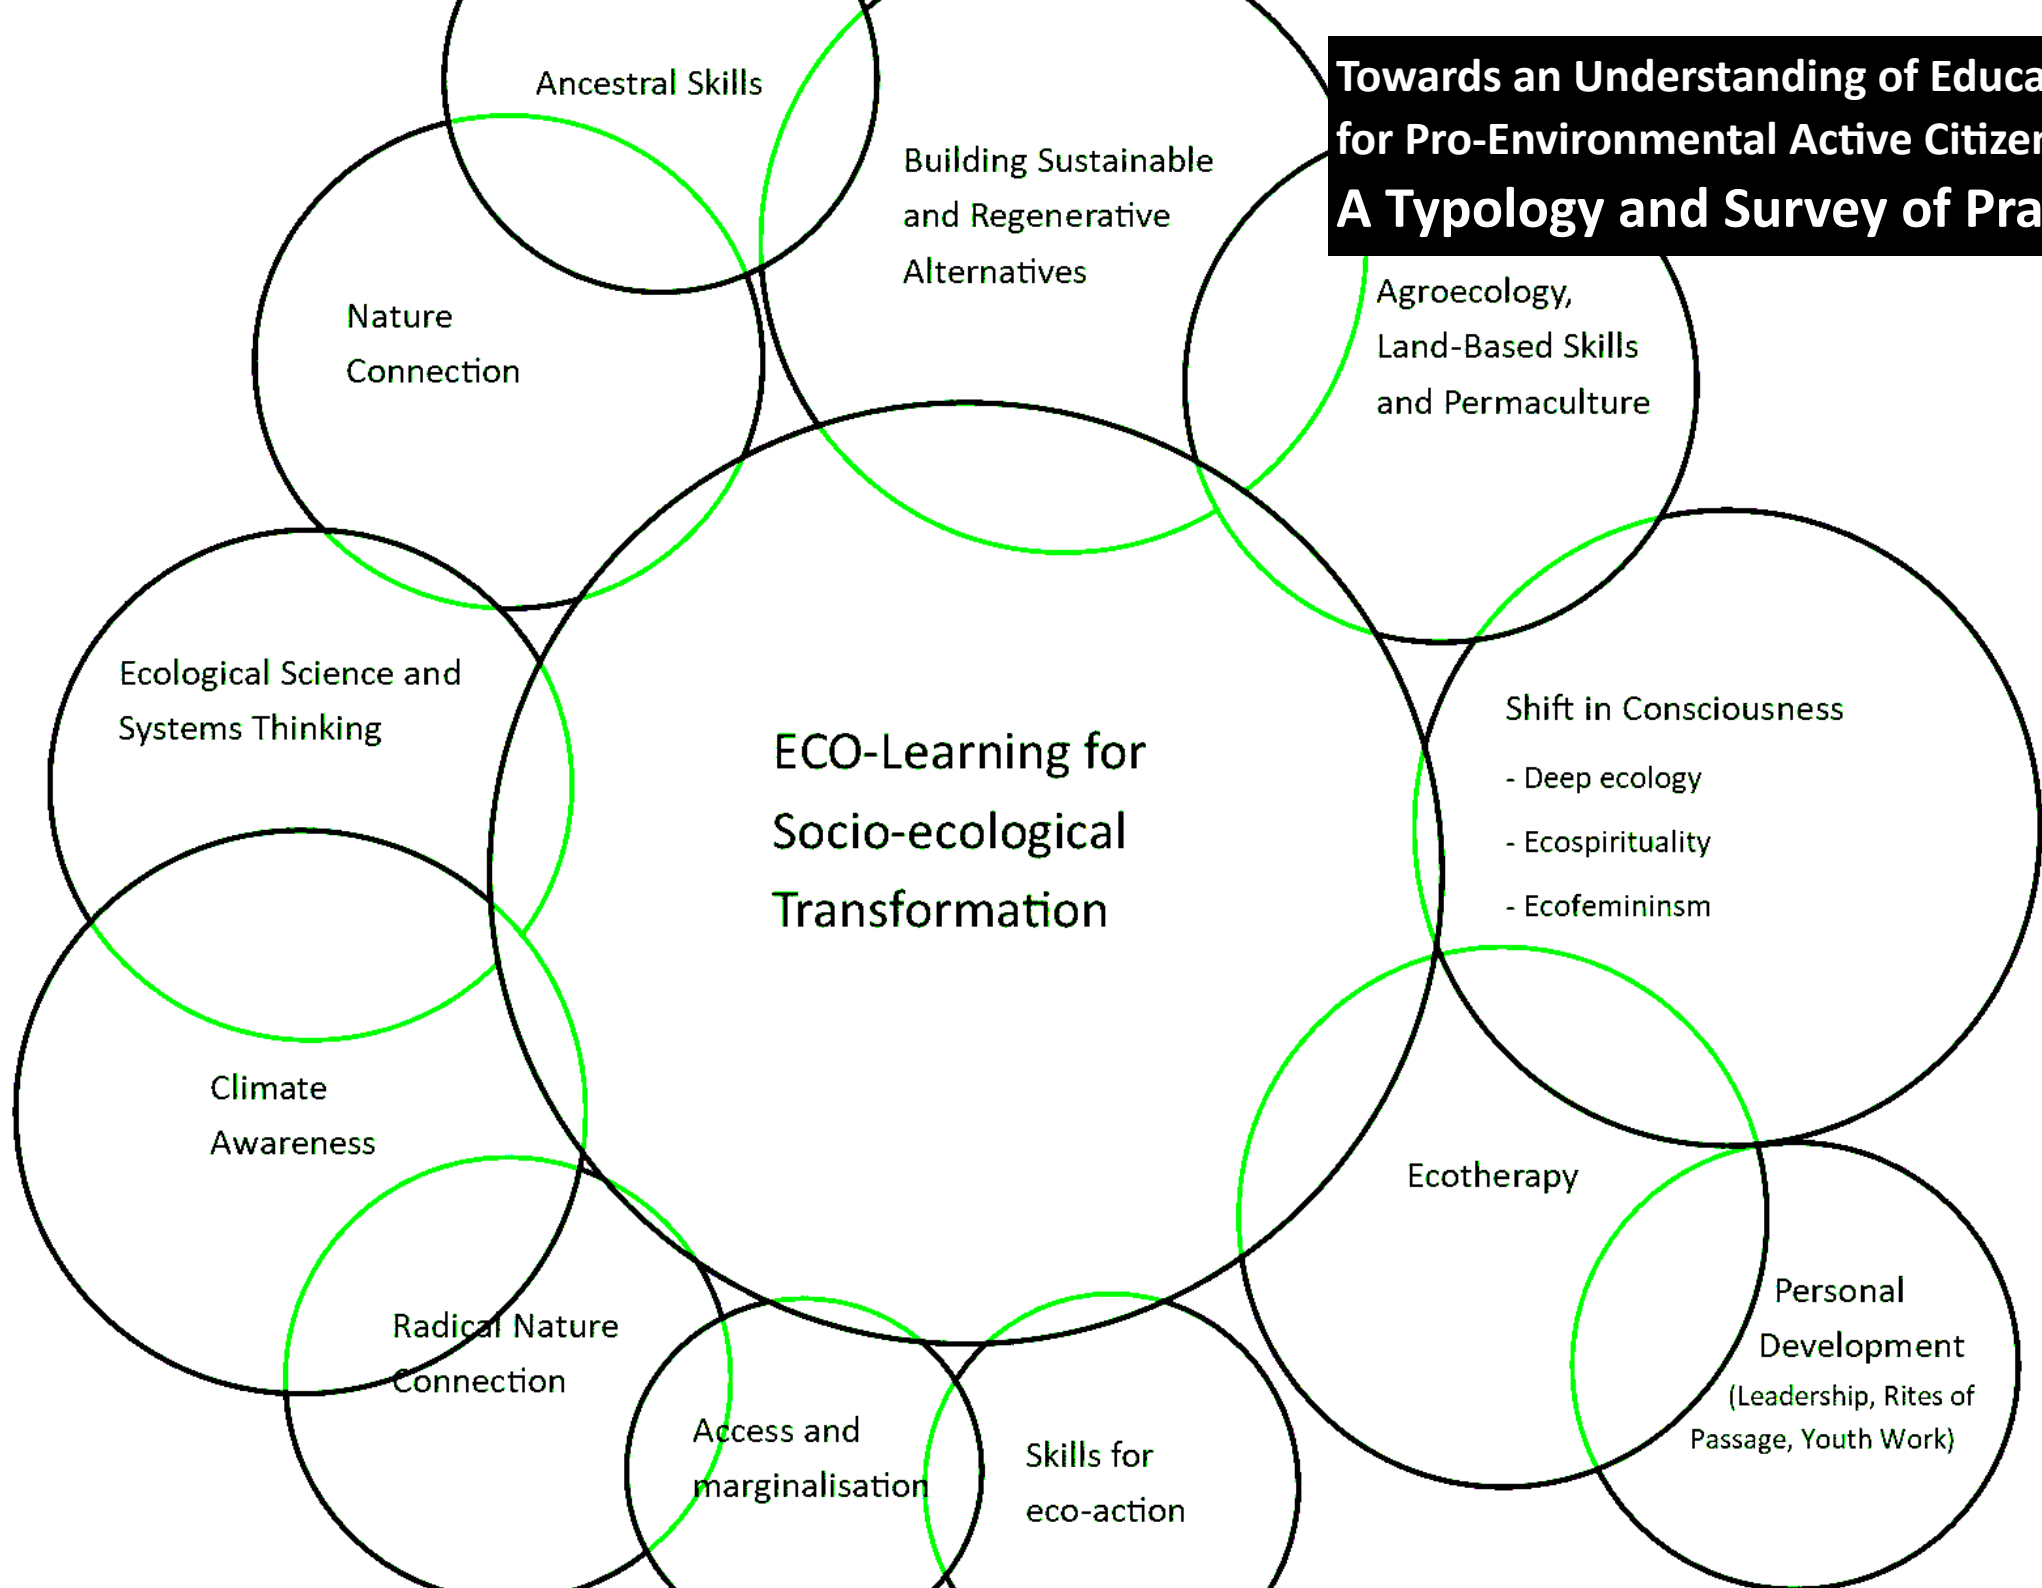 Towards an Understanding of Educa
for Pro-Environmental Active Citizen
A Typology and Survey of Pra
Ancestral Skills
Building Sustainable
and Regenerative
Alternatives
Agroecology,
Land-Based Skills
and Permaculture
Nature
Connection
Ecological Science and
Systems Thinking
ECO-Learning for
Socio-ecological
Transformation
Shift in Consciousness
- Deep ecology
- Ecospirituality
- Ecofemininsm
Climate
Awareness
Ecotherapy
Personal
Development
(Leadership, Rites of
Passage, Youth Work)
Radical Nature
Connection
Access and
marginalisation
Skills for
eco-action